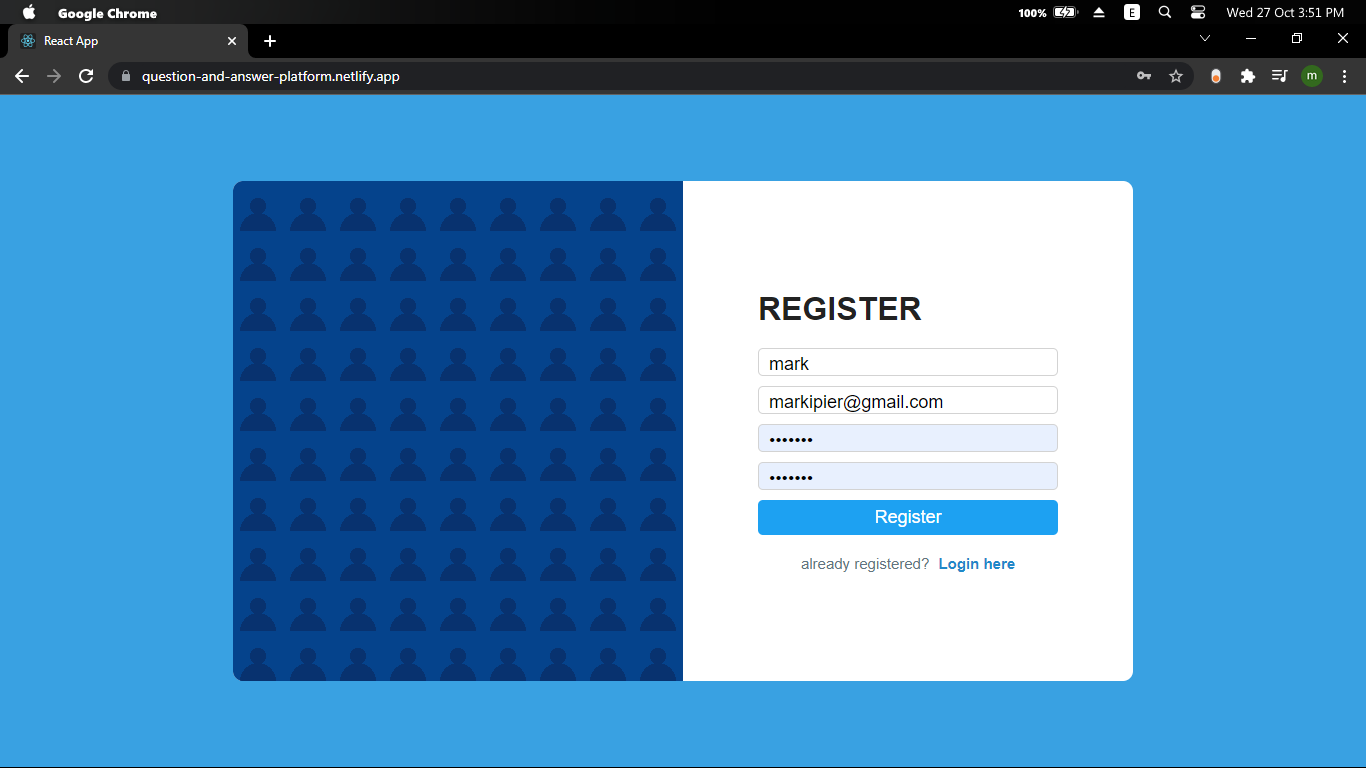 Google Chrome
100%
E
Wed 27 Oct 3:51 PM
React App
question-and-answer-platform.netlify.app
m
REGISTER
mark
markipier@gmail.com
•••••••
•••••••
Register
already registered? Login here